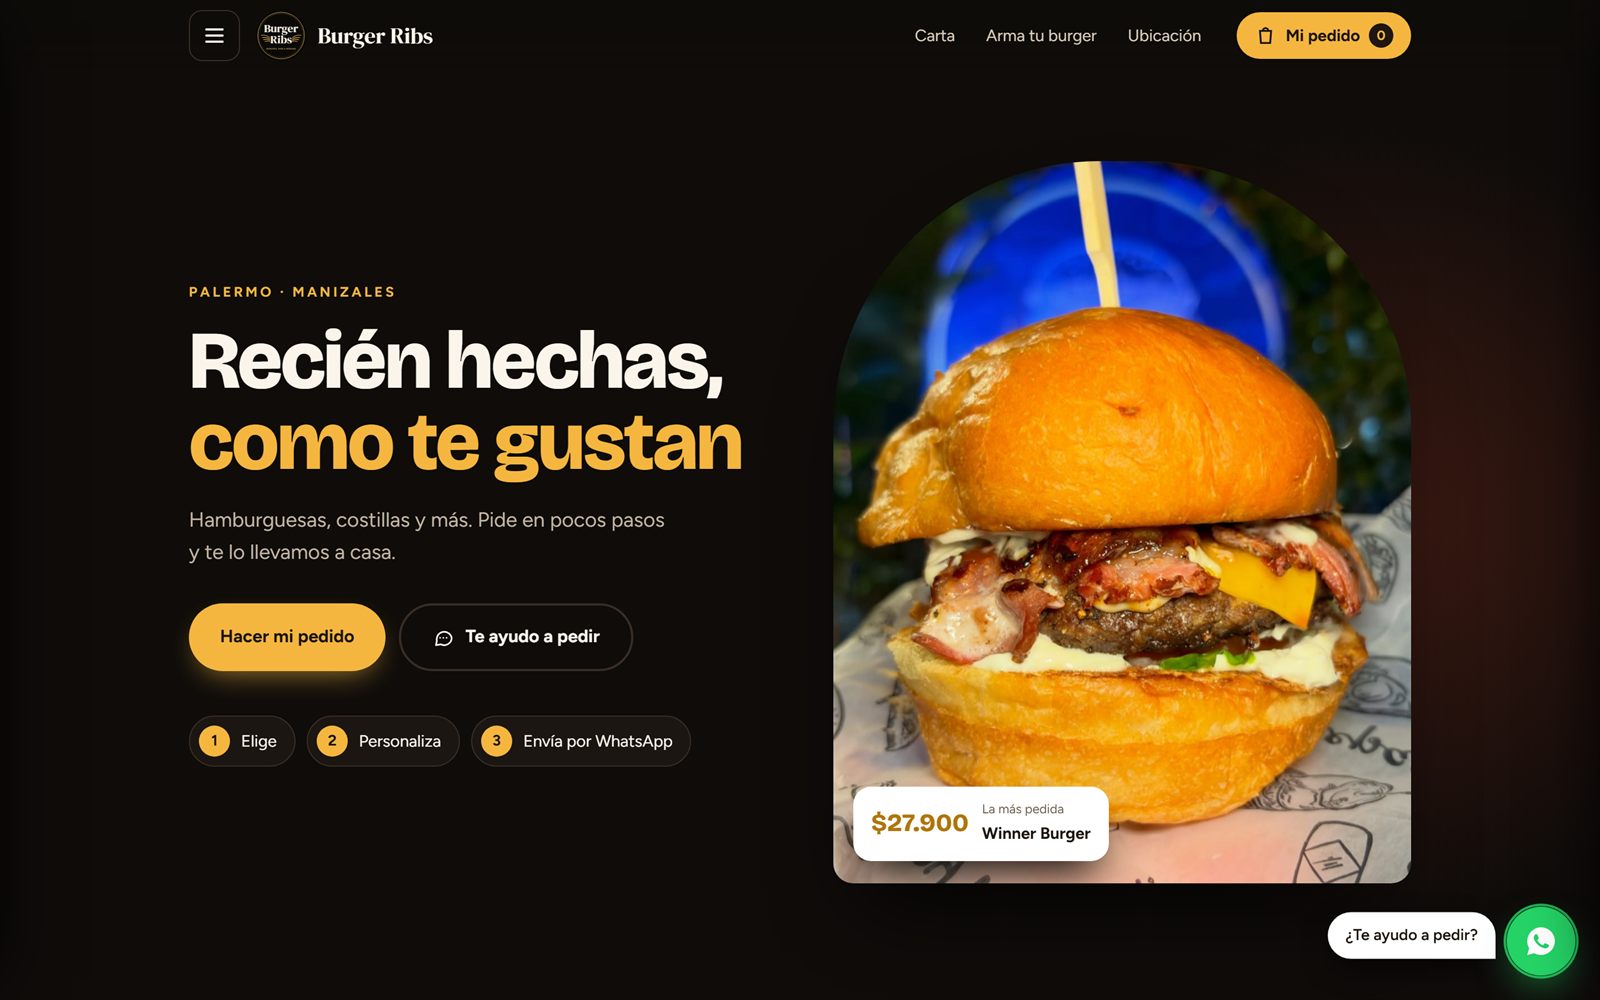 Burger
Ribs
Burger Ribs
Carta
Arma tu burger
Ubicación
Mi pedido 0
PALERMO · MANIZALES
Recién hechas,
como te gustan
Hamburguesas, costillas y más. Pide en pocos pasos
y te lo llevamos a casa.
Hacer mi pedido
Te ayudo a pedir
1 Elige
2 Personaliza
3 Envía por WhatsApp
$27.900
La más pedida
Winner Burger
¿Te ayudo a pedir?